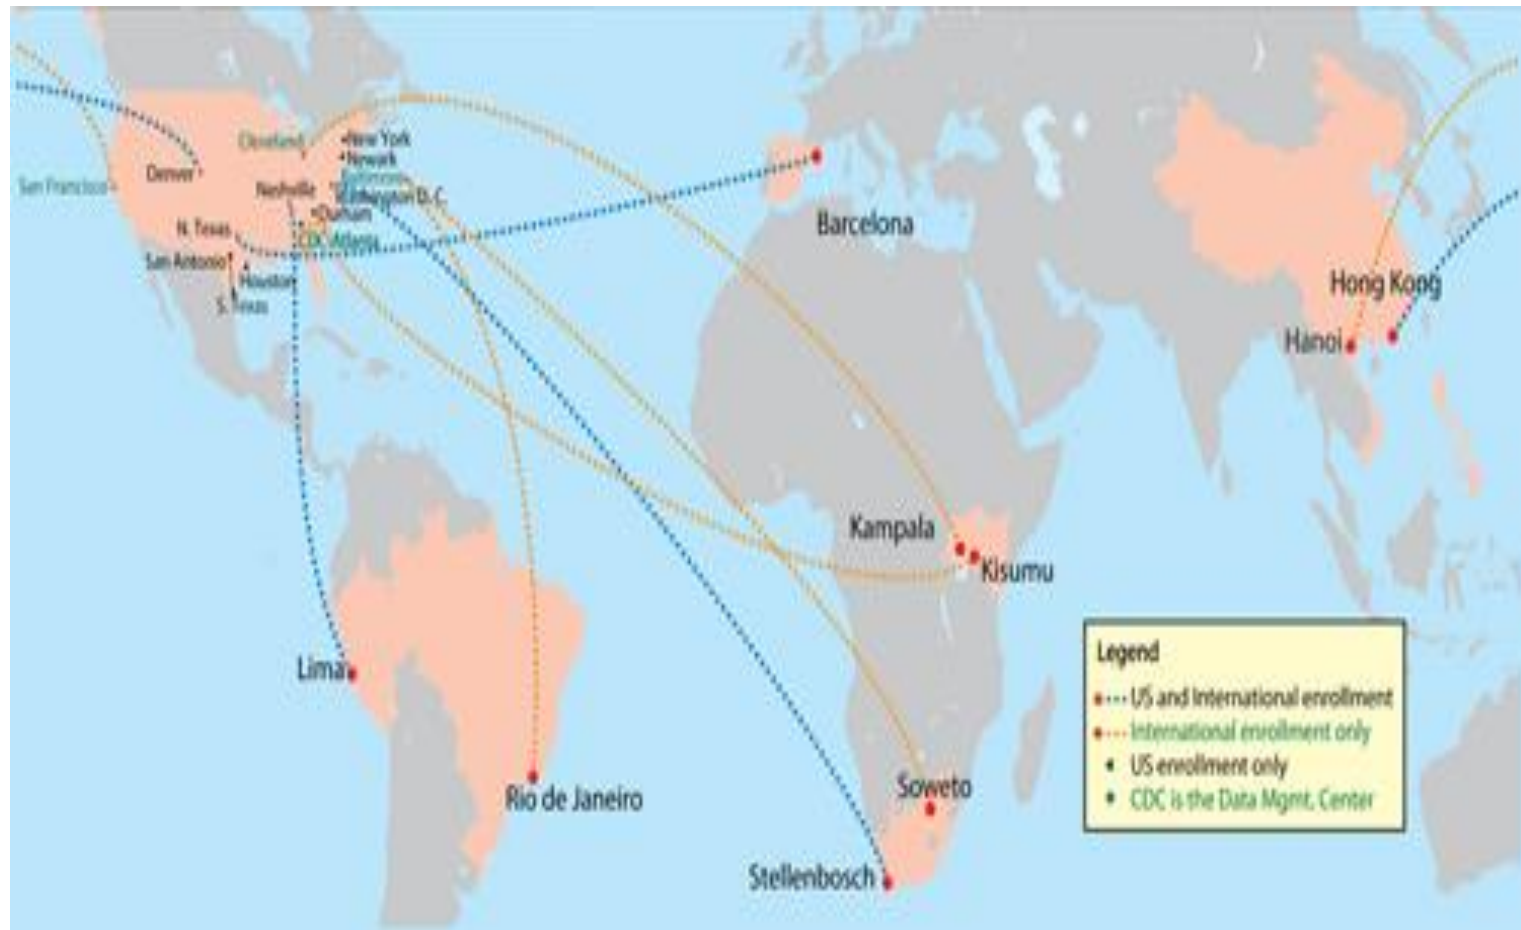 Cleveland
New York
Newark
Baltimore
San Francisco
Denver
Nashville
Washington D.C.
Durham
N. Texas
CDC Atlanta
San Antonio
Houston
S. Texas
Barcelona
Hong Kong
Hanoi
Kampala
Kisumu
Lima
Rio de Janeiro
Soweto
Stellenbosch
Legend
US and International enrollment
International enrollment only
US enrollment only
CDC is the Data Mgmt. Center